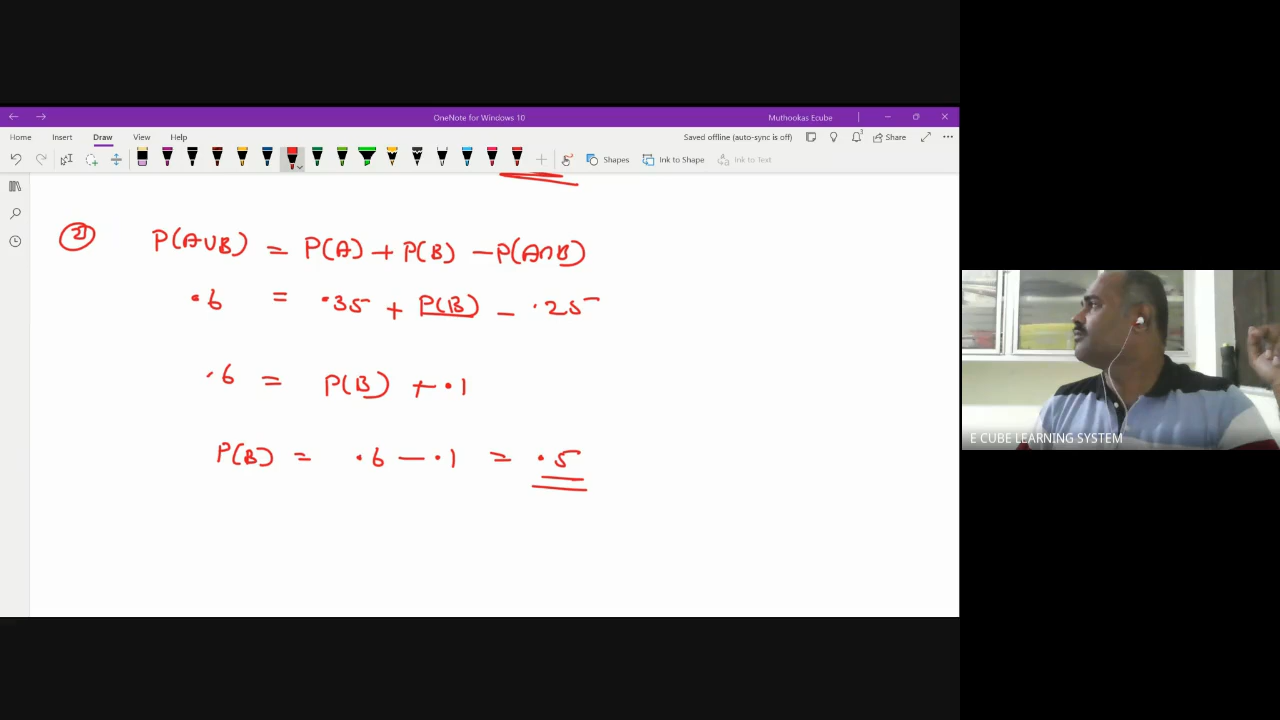 OneNote for Windows 10
Muthookas Ecube
Home Insert Draw View Help
Saved offline (auto-sync is off)
Share
Shapes
Ink to Shape
Ink to Text
P(A∪B) = P(A) + P(B) - P(A∩B)
.6 = .35 + P(B) - .25
.6 = P(B) + .1
P(B) = .6 - .1 = .5
E CUBE LEARNING SYSTEM